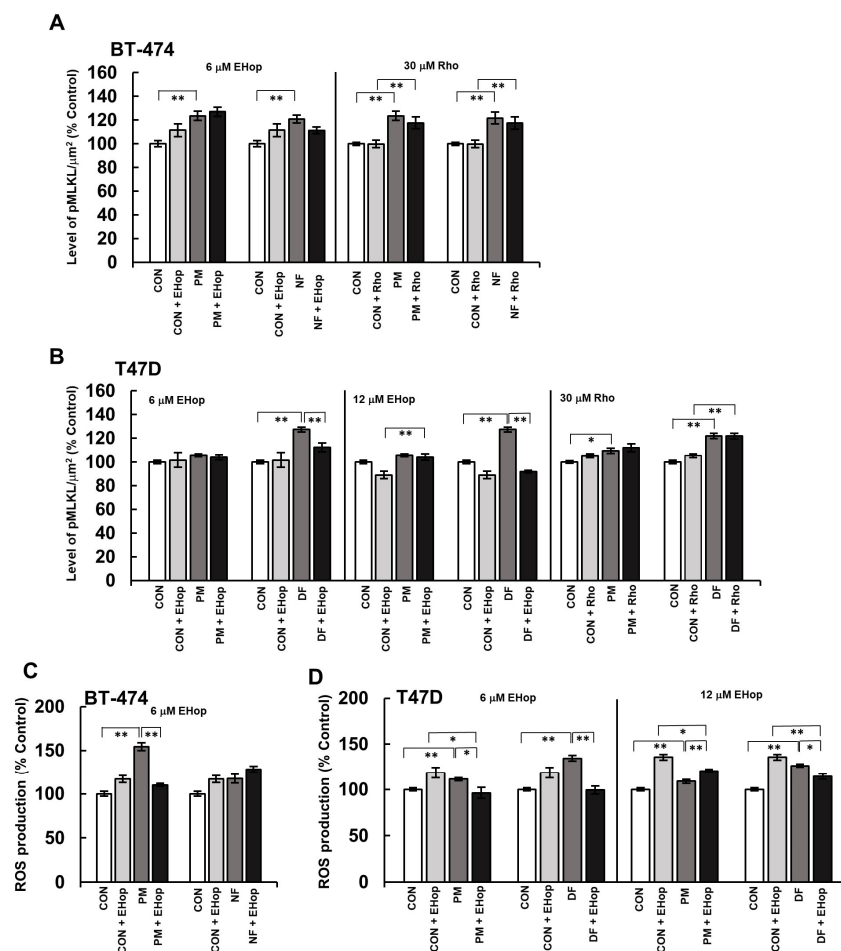 A
BT-474
6 µM EHop
30 µM Rho
Level of pMLKL/µm² (% Control)
160
140
120
100
80
60
40
20
0
**
**
**
**
**
**
CON
CON + EHop
PM
PM + EHop
CON
CON + EHop
NF
NF + EHop
CON
CON + Rho
PM
PM + Rho
CON
CON + Rho
NF
NF + Rho
B
T47D
6 µM EHop
12 µM EHop
30 µM Rho
Level of pMLKL/µm² (% Control)
160
140
120
100
80
60
40
20
0
**
**
**
**
**
*
**
**
CON
CON + EHop
PM
PM + EHop
CON
CON + EHop
DF
DF + EHop
CON
CON + EHop
PM
PM + EHop
CON
CON + EHop
DF
DF + EHop
CON
CON + Rho
PM
PM + Rho
CON
CON + Rho
DF
DF + Rho
C
BT-474
6 µM EHop
ROS production (% Control)
200
150
100
50
0
**
**
CON
CON + EHop
PM
PM + EHop
CON
CON + EHop
NF
NF + EHop
D
T47D
6 µM EHop
12 µM EHop
ROS production (% Control)
200
150
100
50
0
*
**
*
**
**
*
**
**
**
**
*
CON
CON + EHop
PM
PM + EHop
CON
CON + EHop
DF
DF + EHop
CON
CON + EHop
PM
PM + EHop
CON
CON + EHop
DF
DF + EHop